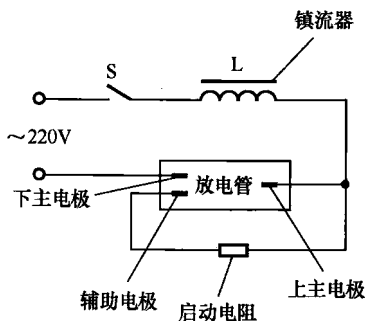 镇流器
S
L
～220V
放电管
下主电极
辅助电极
启动电阻
上主电极